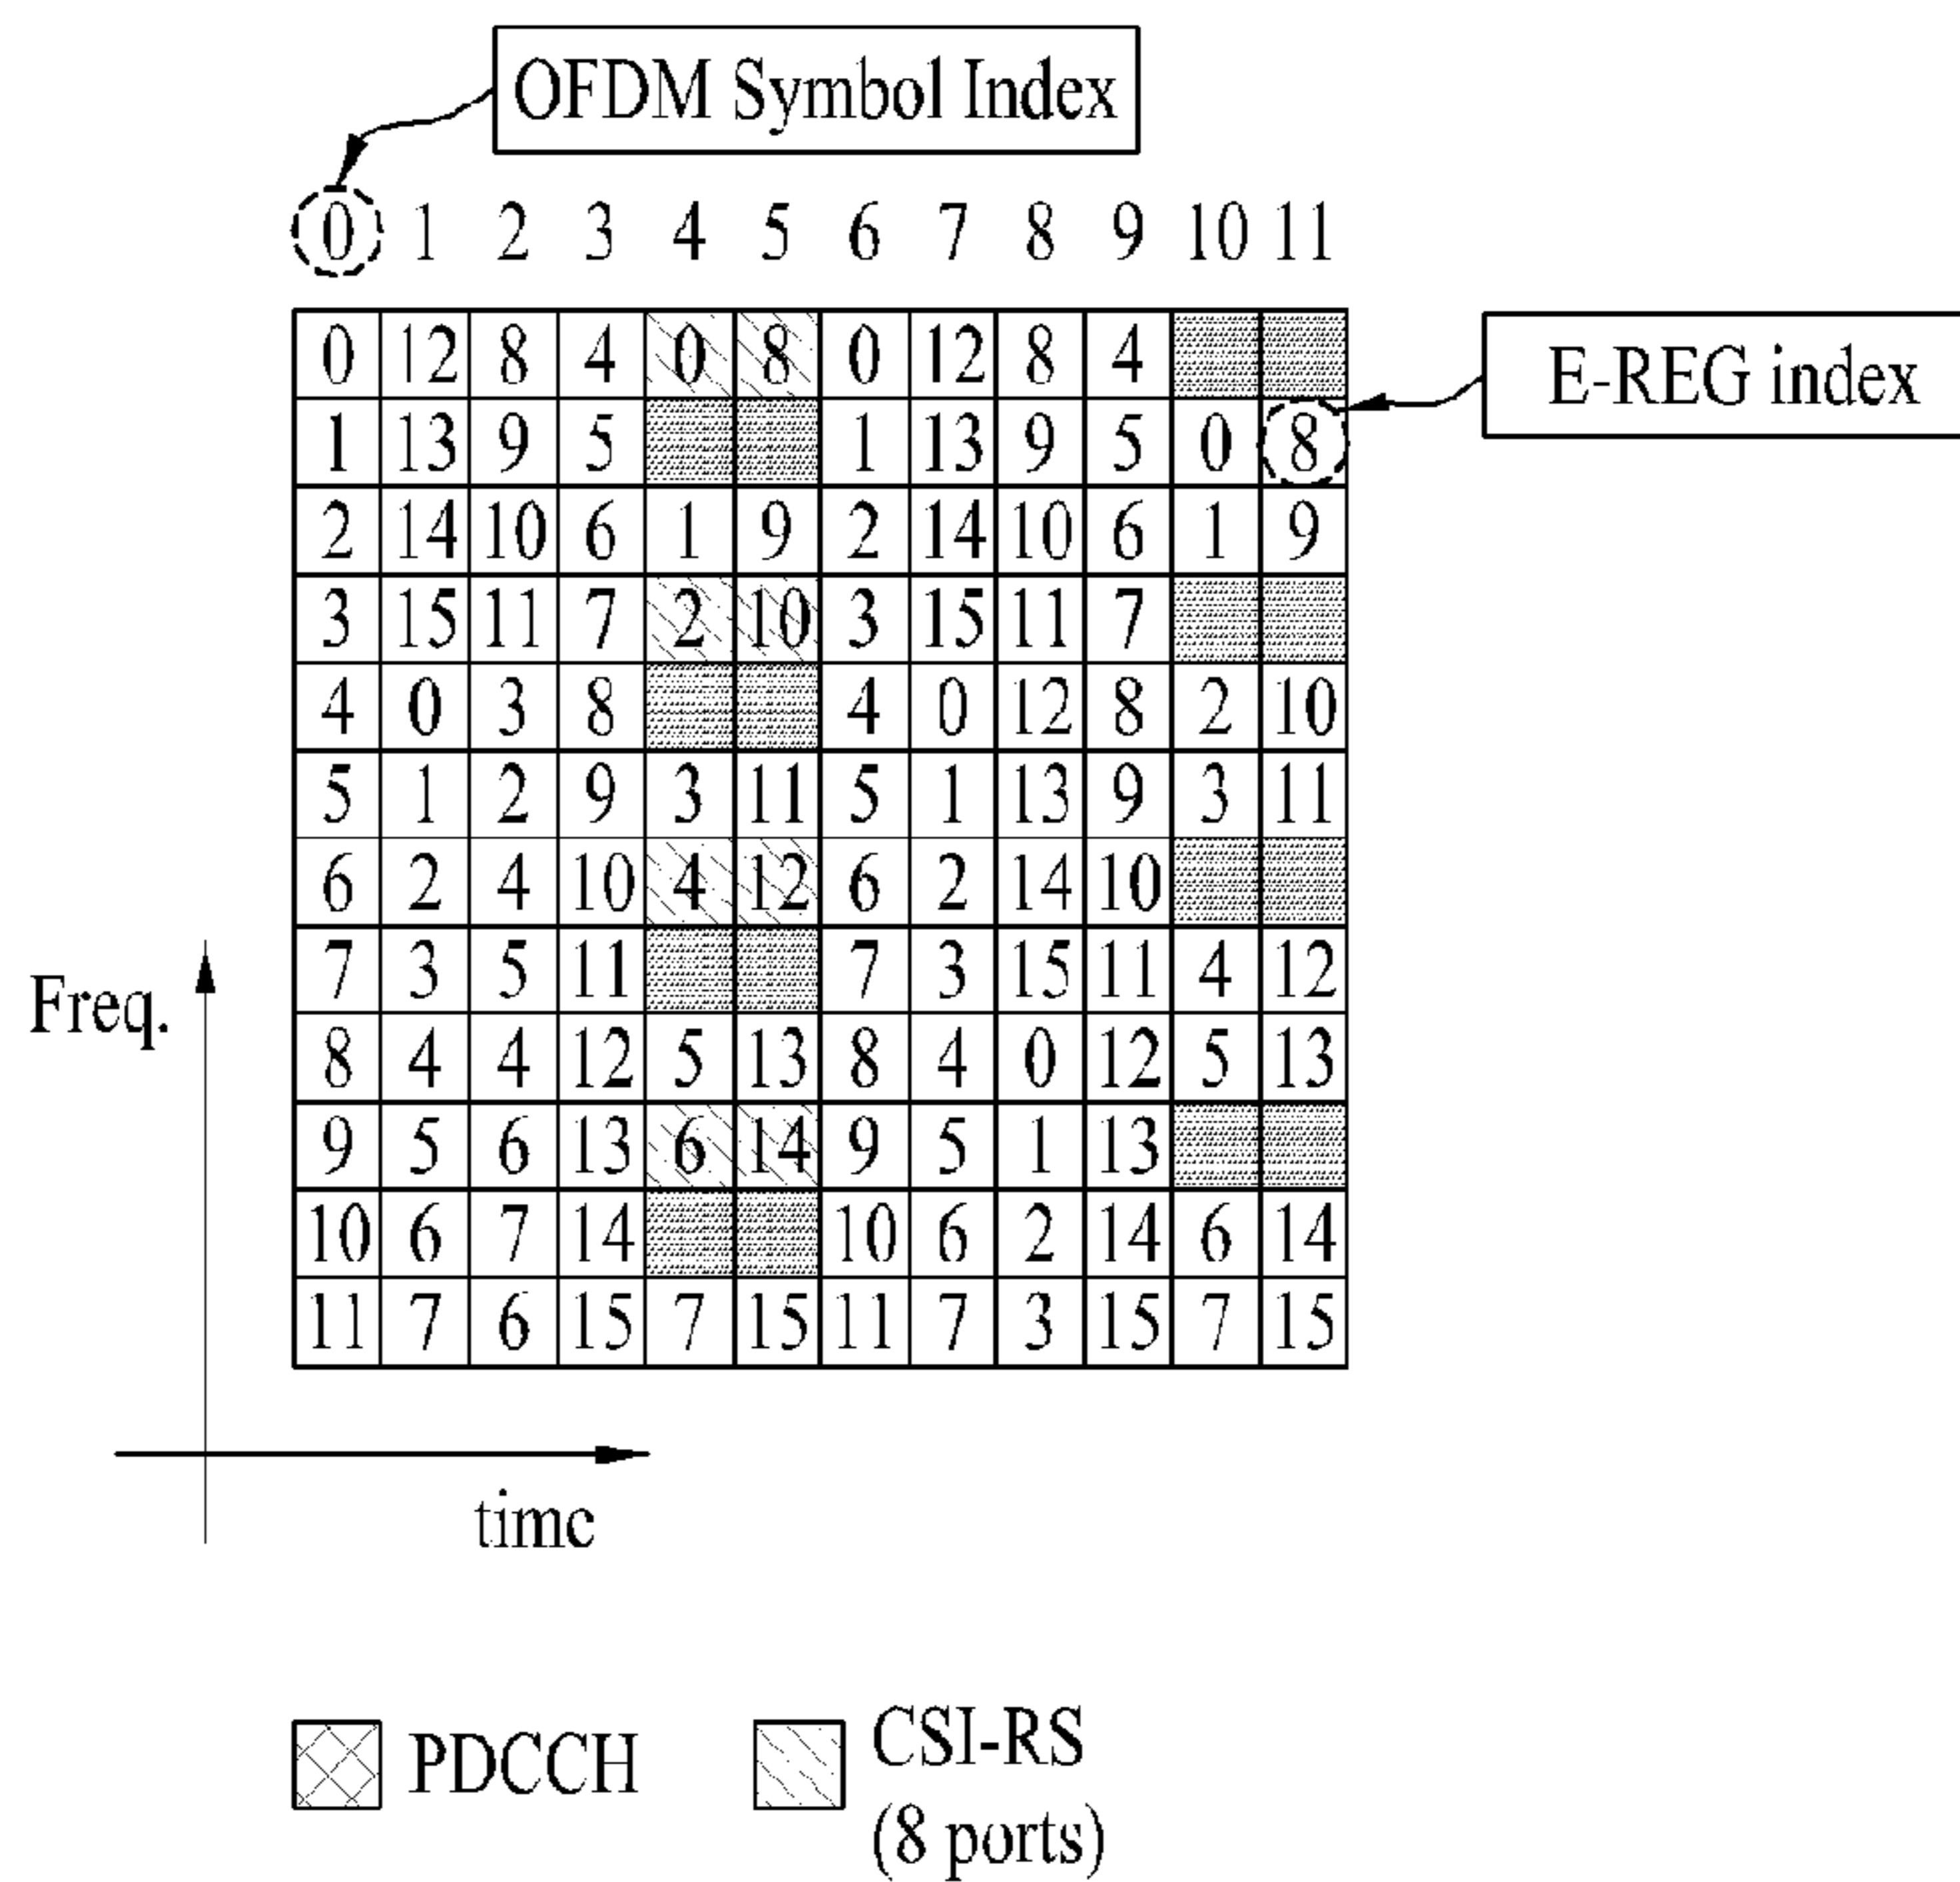 OFDM Symbol Index
0 1 2 3 4 5 6 7 8 9 10 11
E-REG index
0 12 8 4 0 8 0 12 8 4
1 13 9 5 1 13 9 5 0 8
2 14 10 6 1 9 2 14 10 6 1 9
3 15 11 7 2 10 3 15 11 7
4 0 3 8 4 0 12 8 2 10
5 1 2 9 3 11 5 1 13 9 3 11
6 2 4 10 4 12 6 2 14 10
7 3 5 11 7 3 15 11 4 12
8 4 4 12 5 13 8 4 0 12 5 13
9 5 6 13 6 14 9 5 1 13
10 6 7 14 10 6 2 14 6 14
11 7 6 15 7 15 11 7 3 15 7 15
Freq.
time
PDCCH
CSI-RS
(8 ports)